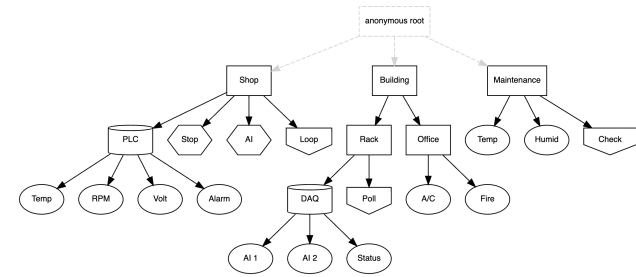 anonymous root
Shop
Building
Maintenance
PLC
Stop
AI
Loop
Rack
Office
Temp
Humid
Check
Temp
RPM
Volt
Alarm
DAQ
Poll
A/C
Fire
AI 1
AI 2
Status